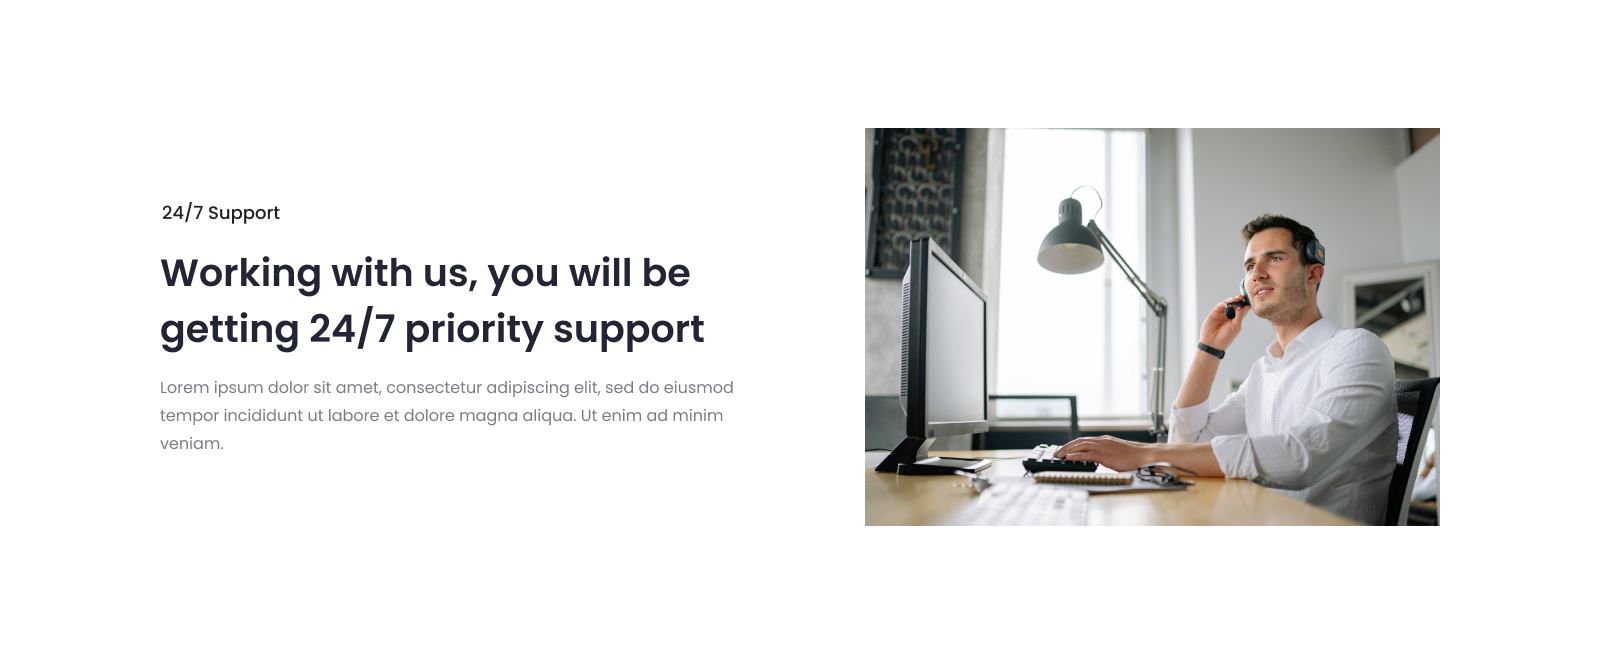 24/7 Support
Working with us, you will be
getting 24/7 priority support
Lorem ipsum dolor sit amet, consectetur adipiscing elit, sed do eiusmod
tempor incididunt ut labore et dolore magna aliqua. Ut enim ad minim
veniam.